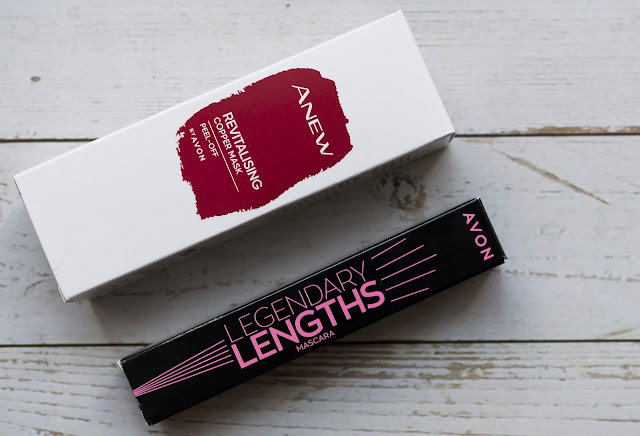 ANEW
REVITALISING
COPPER MASK
PEEL-OFF
BY AVON
LEGENDARY
LENGTHS
MASCARA
AVON